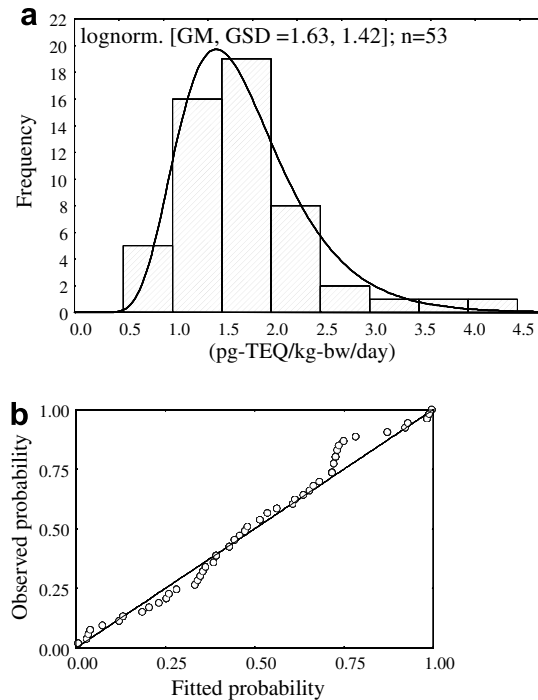 a
lognorm. [GM, GSD =1.63, 1.42]; n=53
22
20
18
16
14
12
10
8
6
4
2
0
Frequency
0.0 0.5 1.0 1.5 2.0 2.5 3.0 3.5 4.0 4.5
(pg-TEQ/kg-bw/day)
b
1.00
0.75
0.50
0.25
0.00
Observed probability
0.00 0.25 0.50 0.75 1.00
Fitted probability